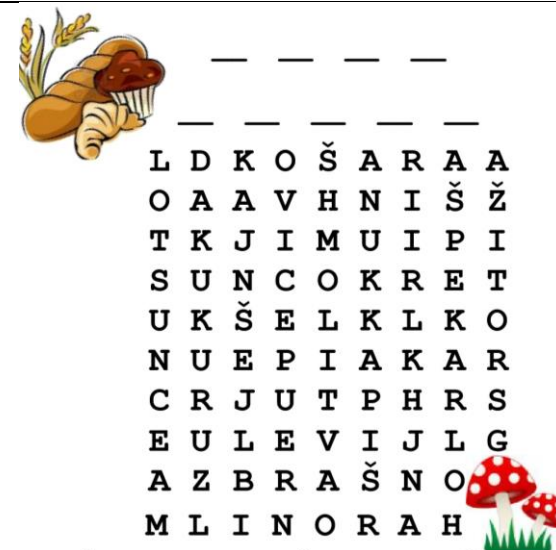 L D K O Š A R A A
O A A V H N I Š Ž
T K J I M U I P I
S U N C O K R E T
U K Š E L K L K O
N U E P I A K A R
C R J U T P H R S
E U L E V I J L G
A Z B R A Š N O
M L I N O R A H